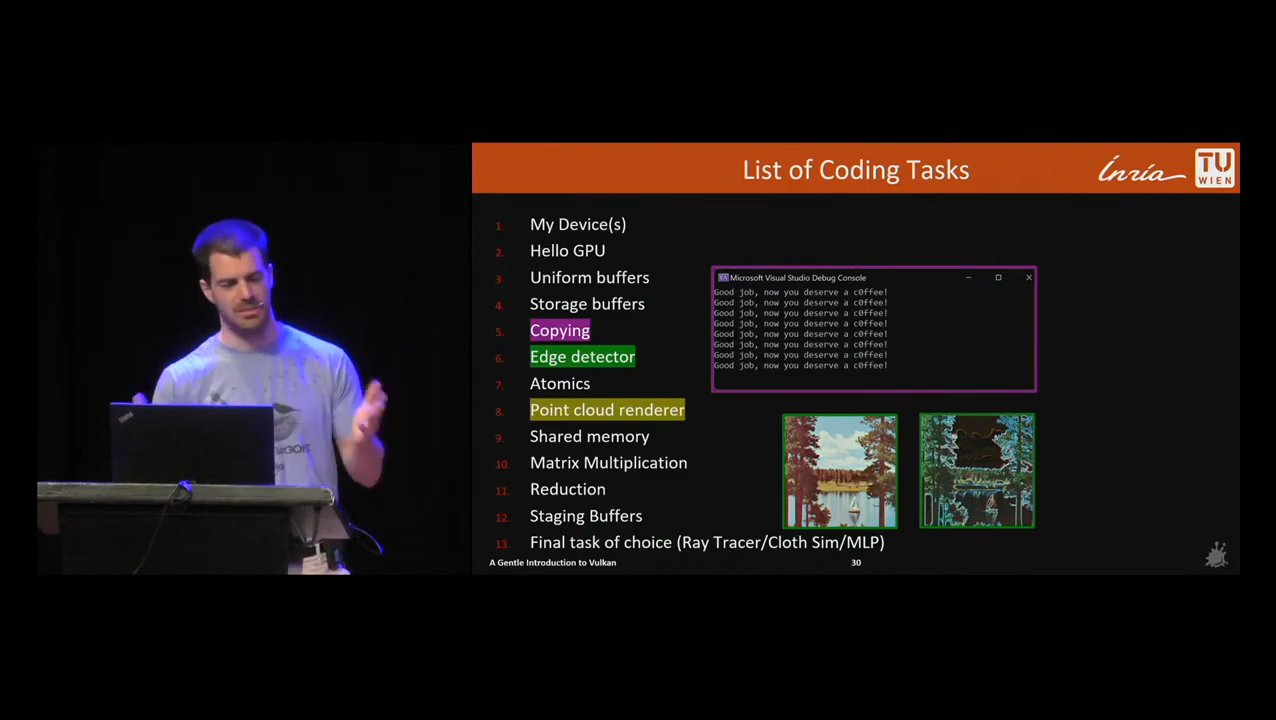 List of Coding Tasks
Inria
TU
WIEN
1. My Device(s)
2. Hello GPU
3. Uniform buffers
4. Storage buffers
5. Copying
6. Edge detector
7. Atomics
8. Point cloud renderer
9. Shared memory
10. Matrix Multiplication
11. Reduction
12. Staging Buffers
13. Final task of choice (Ray Tracer/Cloth Sim/MLP)
Microsoft Visual Studio Debug Console
Good job, now you deserve a c0ffee!
Good job, now you deserve a c0ffee!
Good job, now you deserve a c0ffee!
Good job, now you deserve a c0ffee!
Good job, now you deserve a c0ffee!
Good job, now you deserve a c0ffee!
Good job, now you deserve a c0ffee!
Good job, now you deserve a c0ffee!
A Gentle Introduction to Vulkan
30